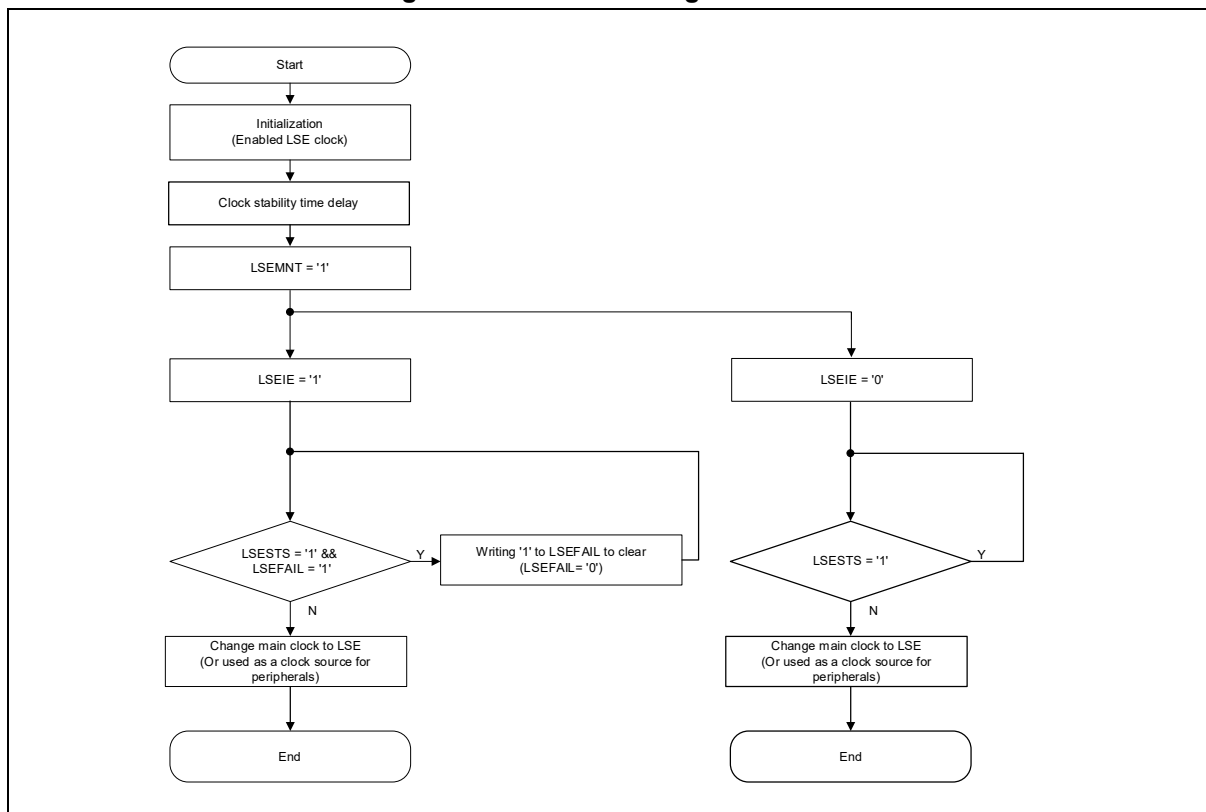 Start
Initialization
(Enabled LSE clock)
Clock stability time delay
LSEMNT = '1'
LSEIE = '1'
LSEIE = '0'
LSESTS = '1' &&
LSEFAIL = '1'
Y
Writing '1' to LSEFAIL to clear
(LSEFAIL= '0')
LSESTS = '1'
Y
N
N
Change main clock to LSE
(Or used as a clock source for
peripherals)
Change main clock to LSE
(Or used as a clock source for
peripherals)
End
End